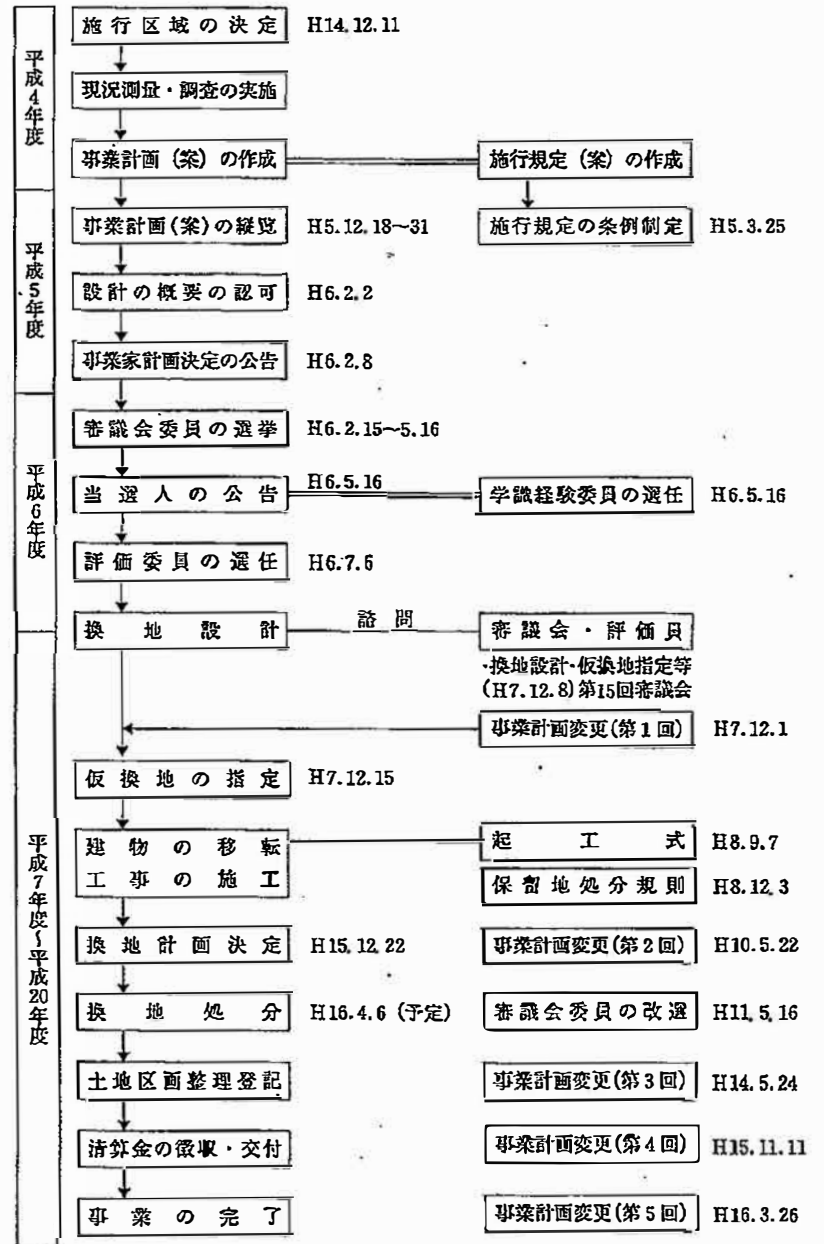 平成4年度
施行区域の決定 H14.12.11
現況測量・調査の実施
事業計画(案)の作成 施行規定(案)の作成
平成5年度
事業計画(案)の縦覧 H5.12.18～31 施行規定の条例制定 H5.3.25
設計の概要の認可 H6.2.2
事業家計画決定の公告 H6.2.8
平成6年度
審議会委員の選挙 H6.2.15～5.16
当選人の公告 H6.5.16 学識経験委員の選任 H6.5.16
評価委員の選任 H6.7.6
換地設計 諮問 審議会・評価員
・換地設計・仮換地指定等
(H7.12.8)第15回審議会
平成7年度～平成20年度
事業計画変更(第1回) H7.12.1
仮換地の指定 H7.12.15
建物の移転 起工式 H8.9.7
工事の施工 保留地処分規則 H8.12.3
換地計画決定 H15.12.22 事業計画変更(第2回) H10.5.22
換地処分 H16.4.6(予定) 審議会委員の改選 H11.5.16
土地区画整理登記 事業計画変更(第3回) H14.5.24
清算金の徴収・交付 事業計画変更(第4回) H15.11.11
事業の完了 事業計画変更(第5回) H16.3.26